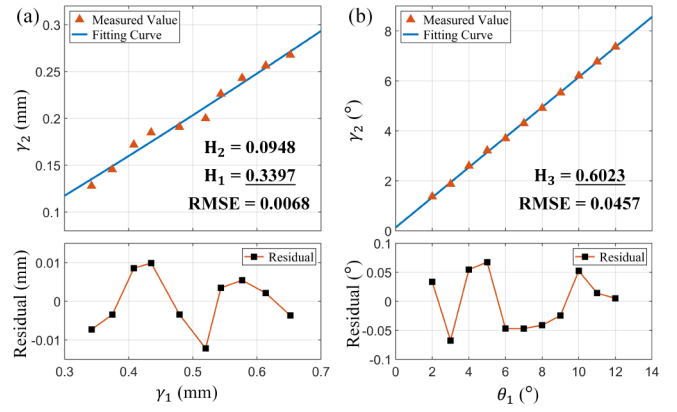 (a)
Measured Value
Fitting Curve
0.3
0.25
0.2
0.15
0.1
γ2 (mm)
H2 = 0.0948
H1 = 0.3397
RMSE = 0.0068
Residual
0.01
0
-0.01
Residual (mm)
0.3 0.4 0.5 0.6 0.7
γ1 (mm)
(b)
Measured Value
Fitting Curve
8
6
4
2
0
γ2 (°)
H3 = 0.6023
RMSE = 0.0457
Residual
0.1
0.05
0
-0.05
-0.1
Residual (°)
0 2 4 6 8 10 12 14
θ1 (°)